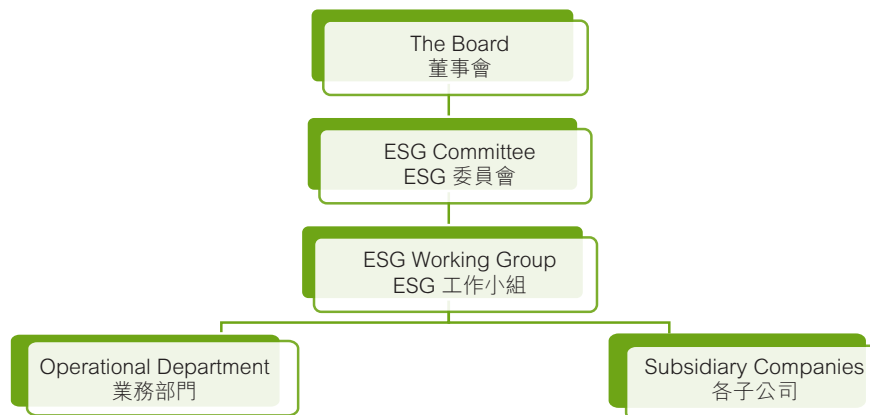 The Board
董事會
ESG Committee
ESG 委員會
ESG Working Group
ESG 工作小組
Operational Department
業務部門
Subsidiary Companies
各子公司